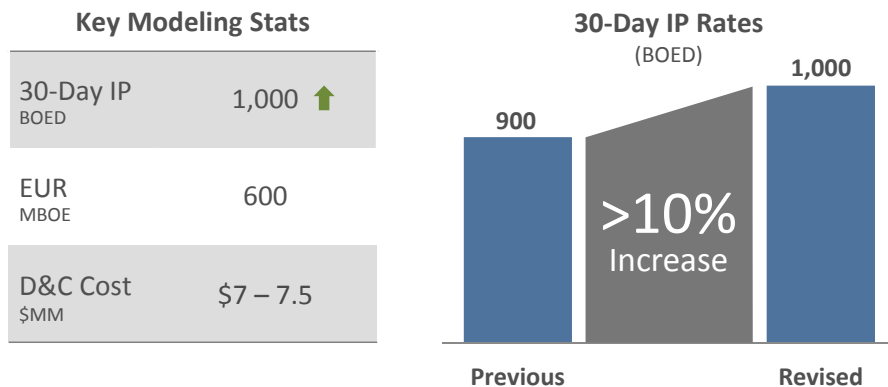 Key Modeling Stats
30-Day IP
BOED
1,000
EUR
MBOE
600
D&C Cost
$MM
$7 – 7.5
30-Day IP Rates
(BOED)
900
1,000
>10%
Increase
Previous
Revised